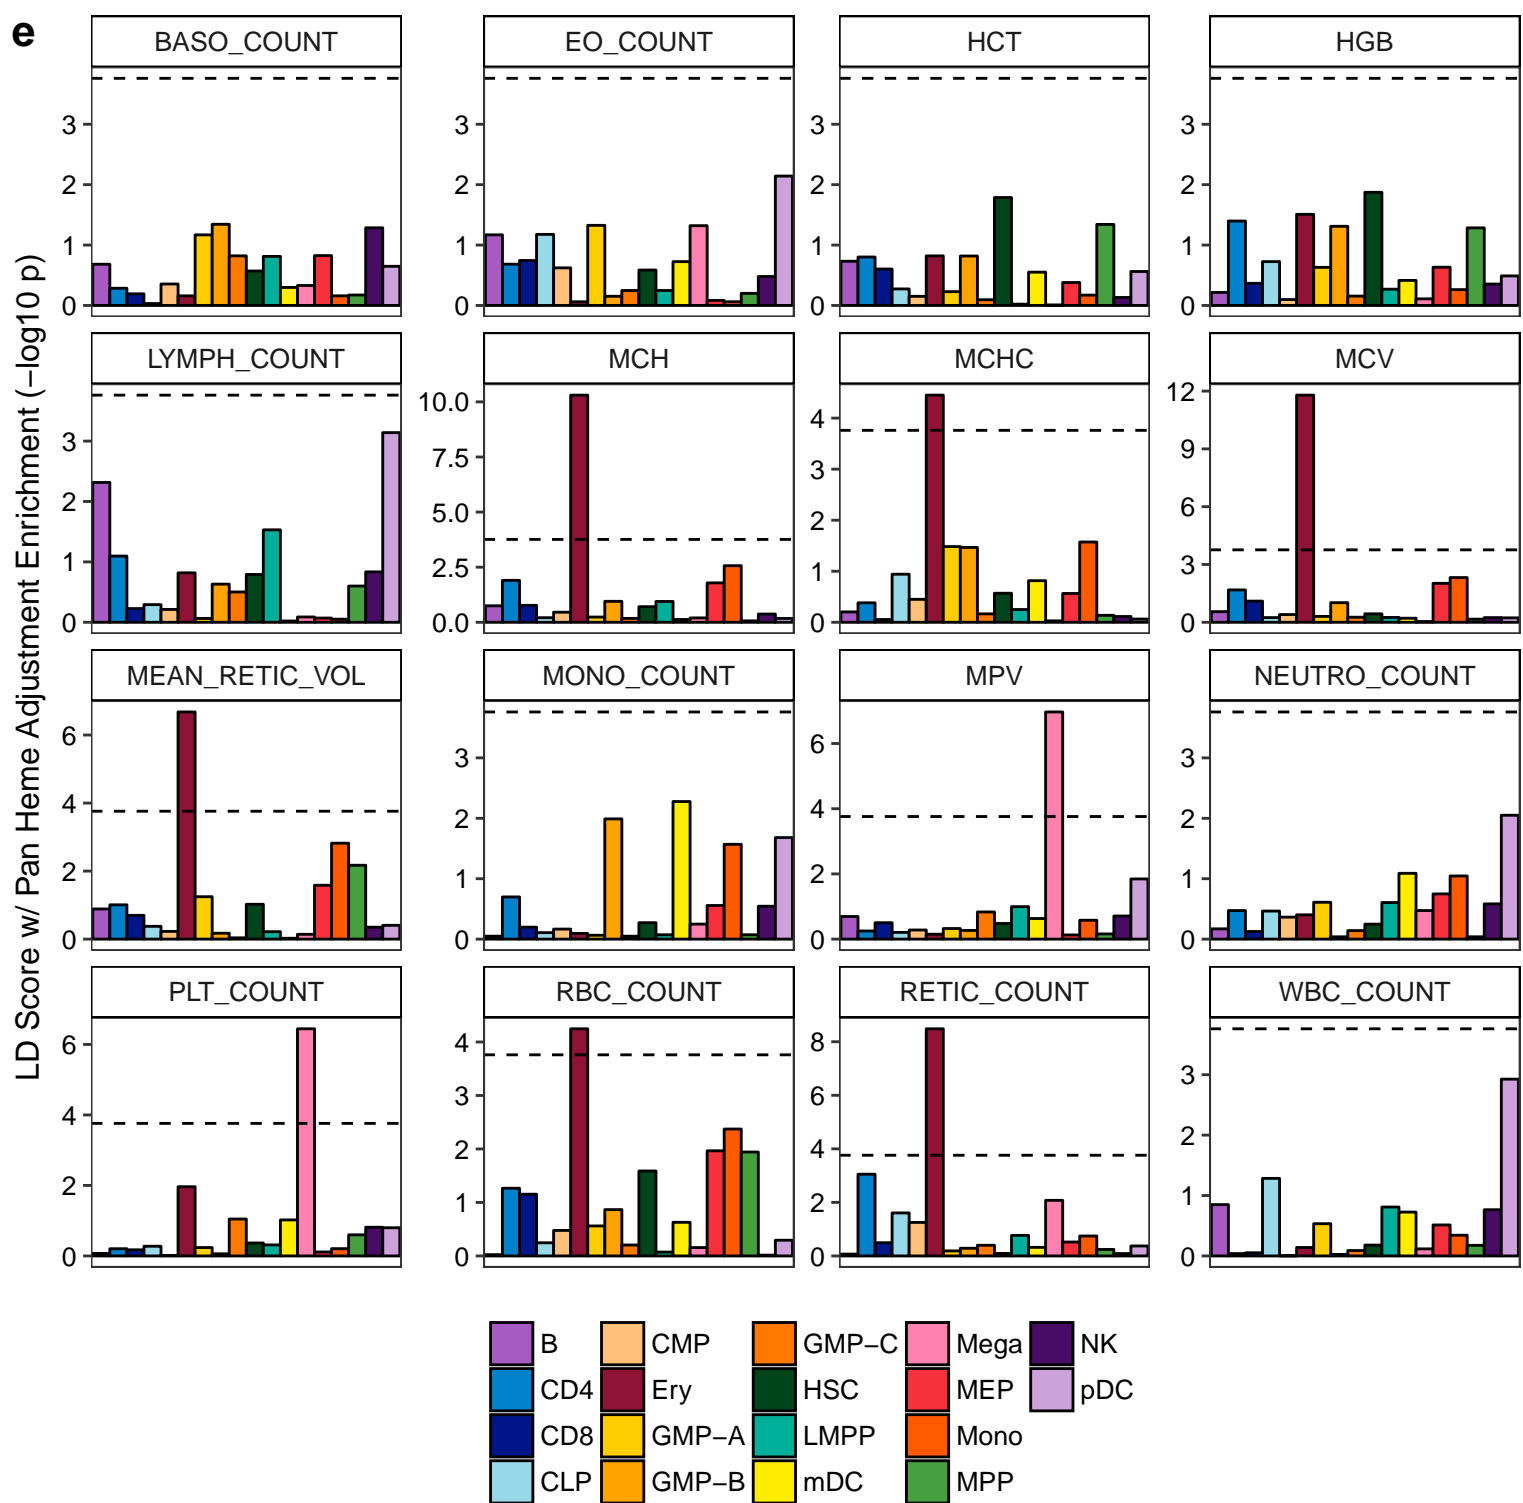 e
LD Score w/ Pan Heme Adjustment Enrichment (−log10 p)
BASO_COUNT EO_COUNT HCT HGB
3 3 3 3
2 2 2 2
1 1 1 1
0 0 0 0
LYMPH_COUNT MCH MCHC MCV
3 10.0 4 12
2 7.5 3 9
1 5.0 2 6
0 2.5 1 3
0.0 0 0
MEAN_RETIC_VOL MONO_COUNT MPV NEUTRO_COUNT
6 3 6 3
4 2 4 2
2 1 2 1
0 0 0 0
PLT_COUNT RBC_COUNT RETIC_COUNT WBC_COUNT
6 4 8 3
4 3 6 2
2 2 4 1
0 1 2 0
0 0
B CMP GMP−C Mega NK
CD4 Ery HSC MEP pDC
CD8 GMP−A LMPP Mono
CLP GMP−B mDC MPP